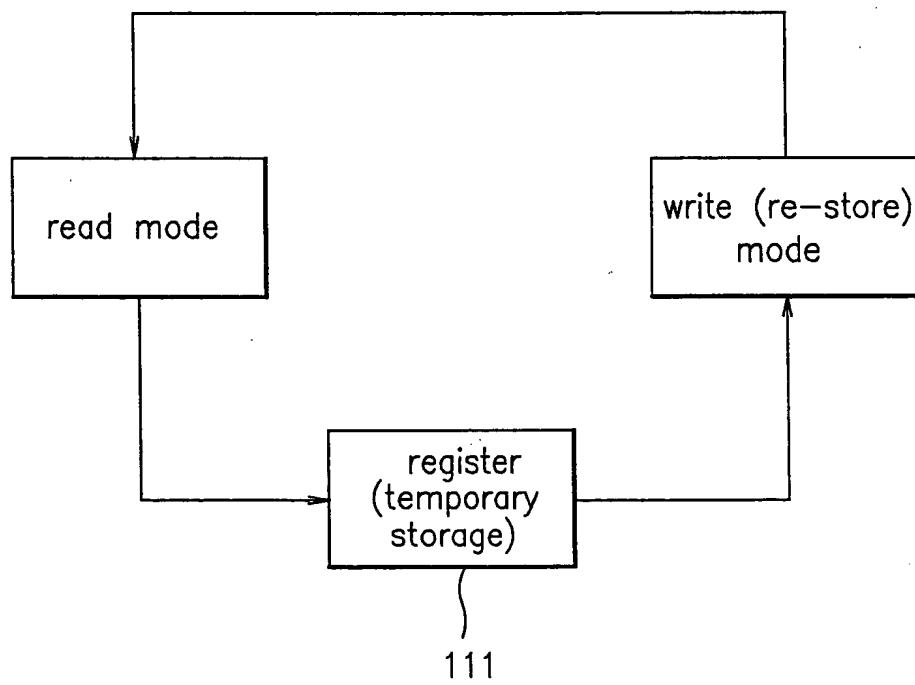 read mode
write (re-store)
mode
register
(temporary
storage)
111